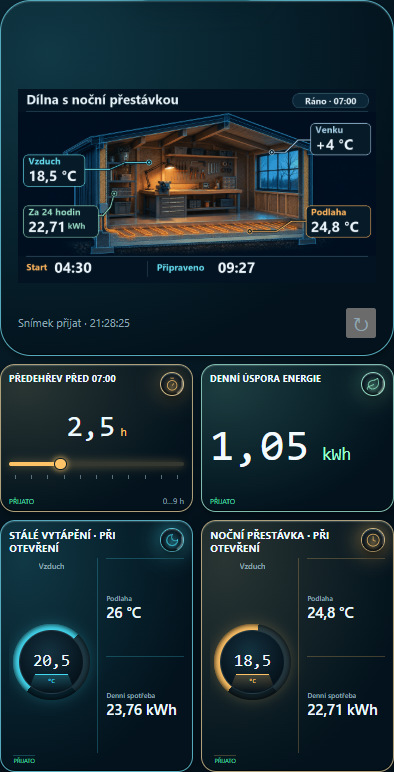 Dílna s noční přestávkou
Ráno · 07:00
Venku
+4 °C
Vzduch
18,5 °C
Za 24 hodin
22,71 kWh
Podlaha
24,8 °C
Start 04:30
Připraveno 09:27
Snímek přijat · 21:28:25
↻
PŘEDEHŘEV PŘED 07:00
2,5 h
PŘIJATO
0…9 h
DENNÍ ÚSPORA ENERGIE
1,05 kWh
PŘIJATO
STÁLÉ VYTÁPĚNÍ · PŘI
OTEVŘENÍ
Vzduch
20,5
°C
Podlaha
26 °C
Denní spotřeba
23,76 kWh
PŘIJATO
NOČNÍ PŘESTÁVKA · PŘI
OTEVŘENÍ
Vzduch
18,5
°C
Podlaha
24,8 °C
Denní spotřeba
22,71 kWh
PŘIJATO